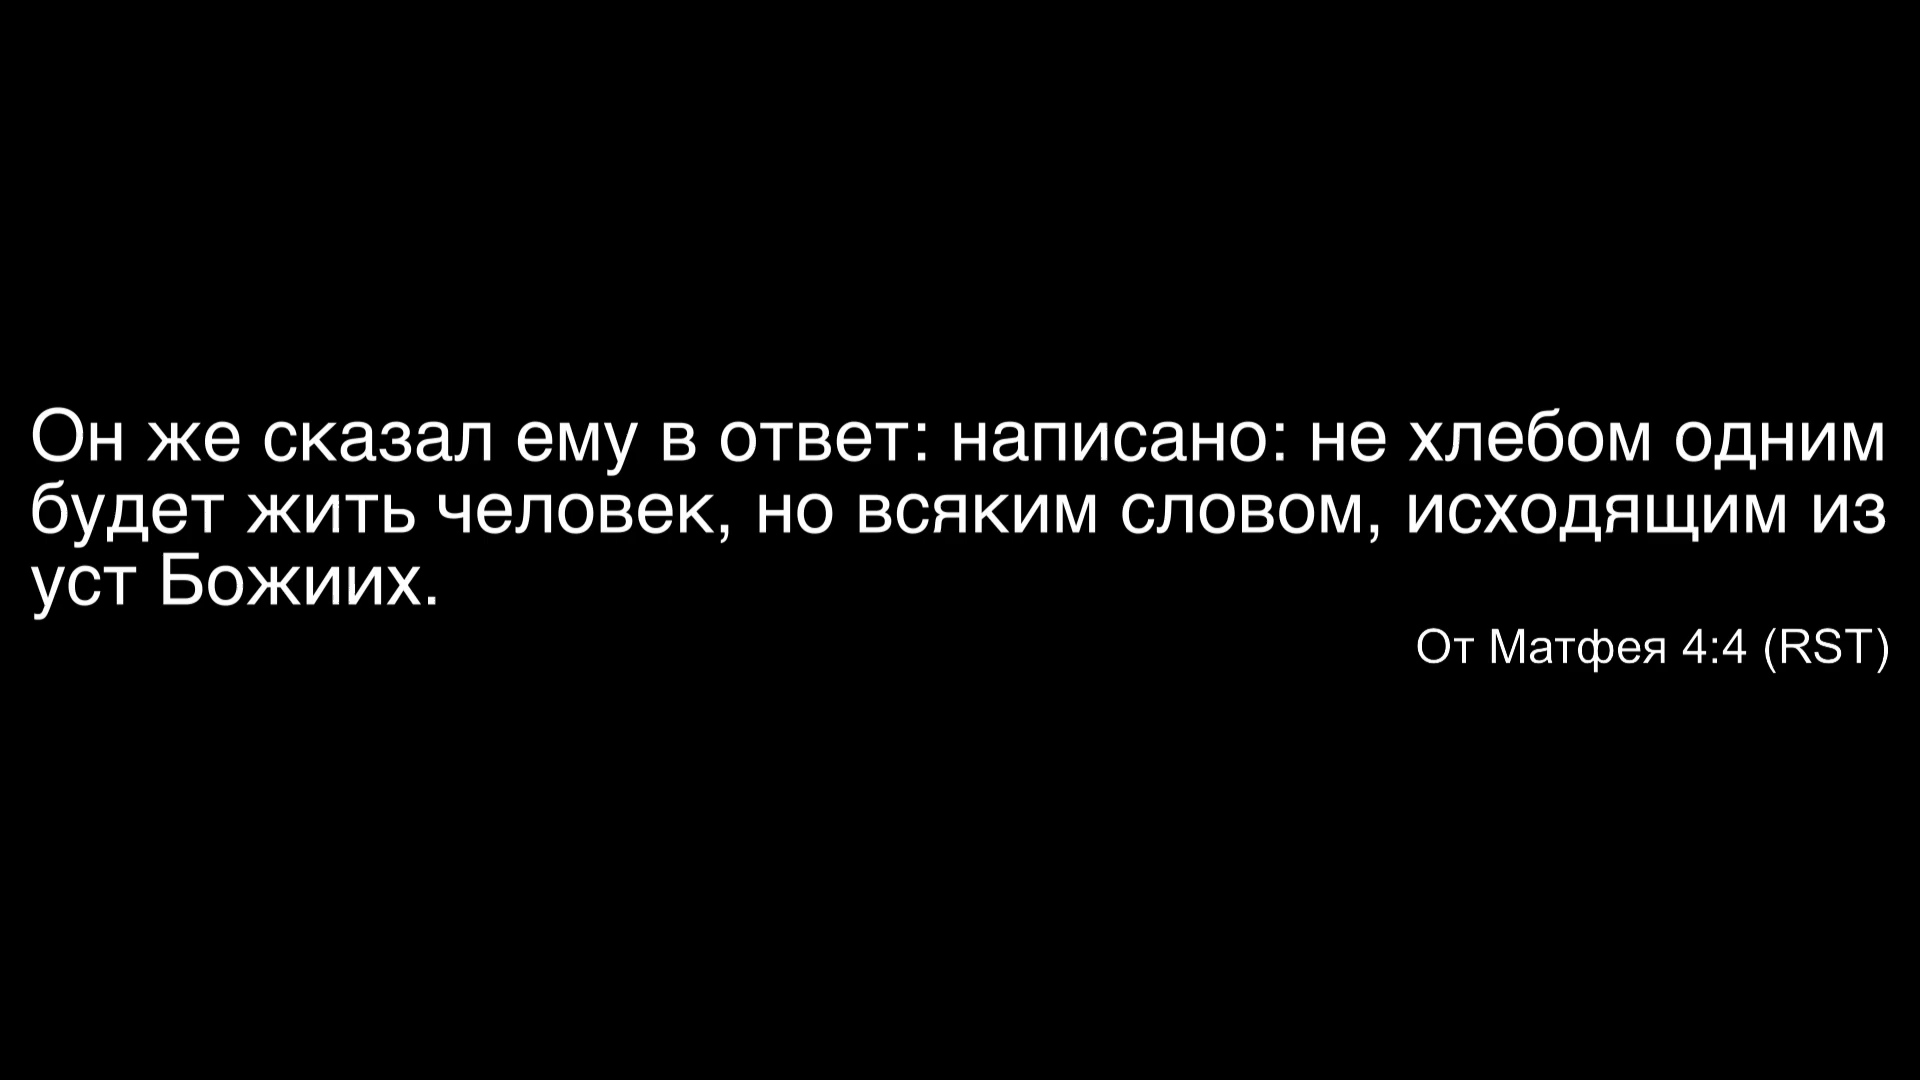 Он же сказал ему в ответ: написано: не хлебом одним
будет жить человек, но всяким словом, исходящим из
уст Божиих.
От Матфея 4:4 (RST)